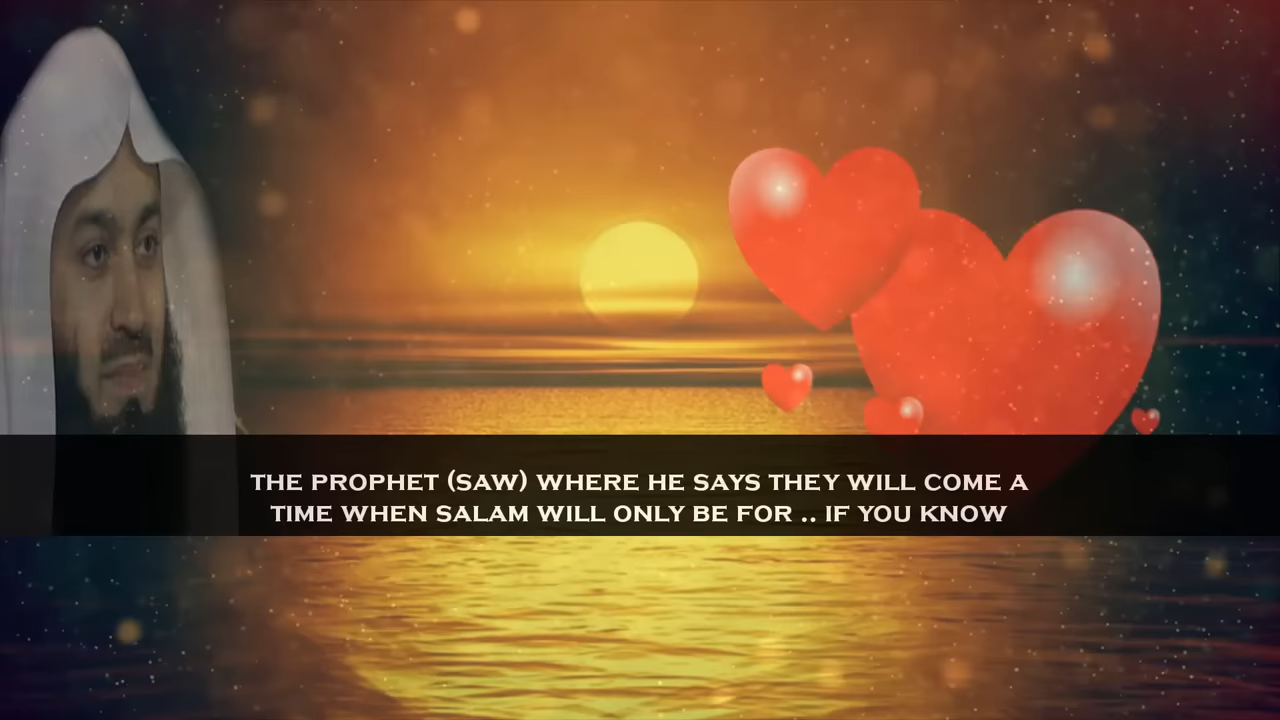 THE PROPHET (SAW) WHERE HE SAYS THEY WILL COME A
TIME WHEN SALAM WILL ONLY BE FOR .. IF YOU KNOW